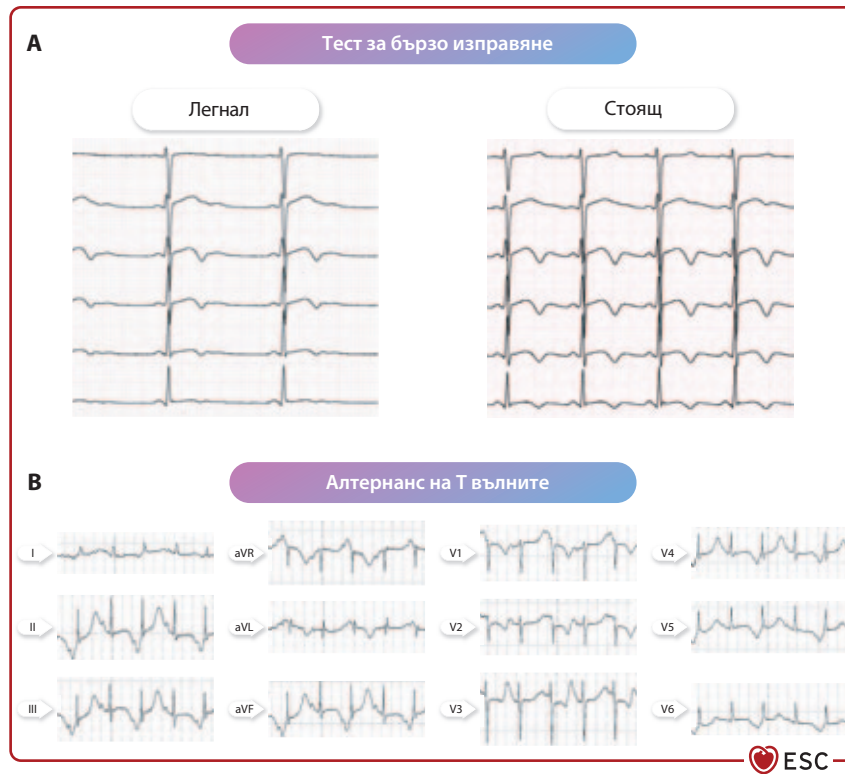 A
Тест за бързо изправяне
Легнал
Стоящ
B
Алтернанс на Т вълните
I
aVR
V1
V4
II
aVL
V2
V5
III
aVF
V3
V6
ESC